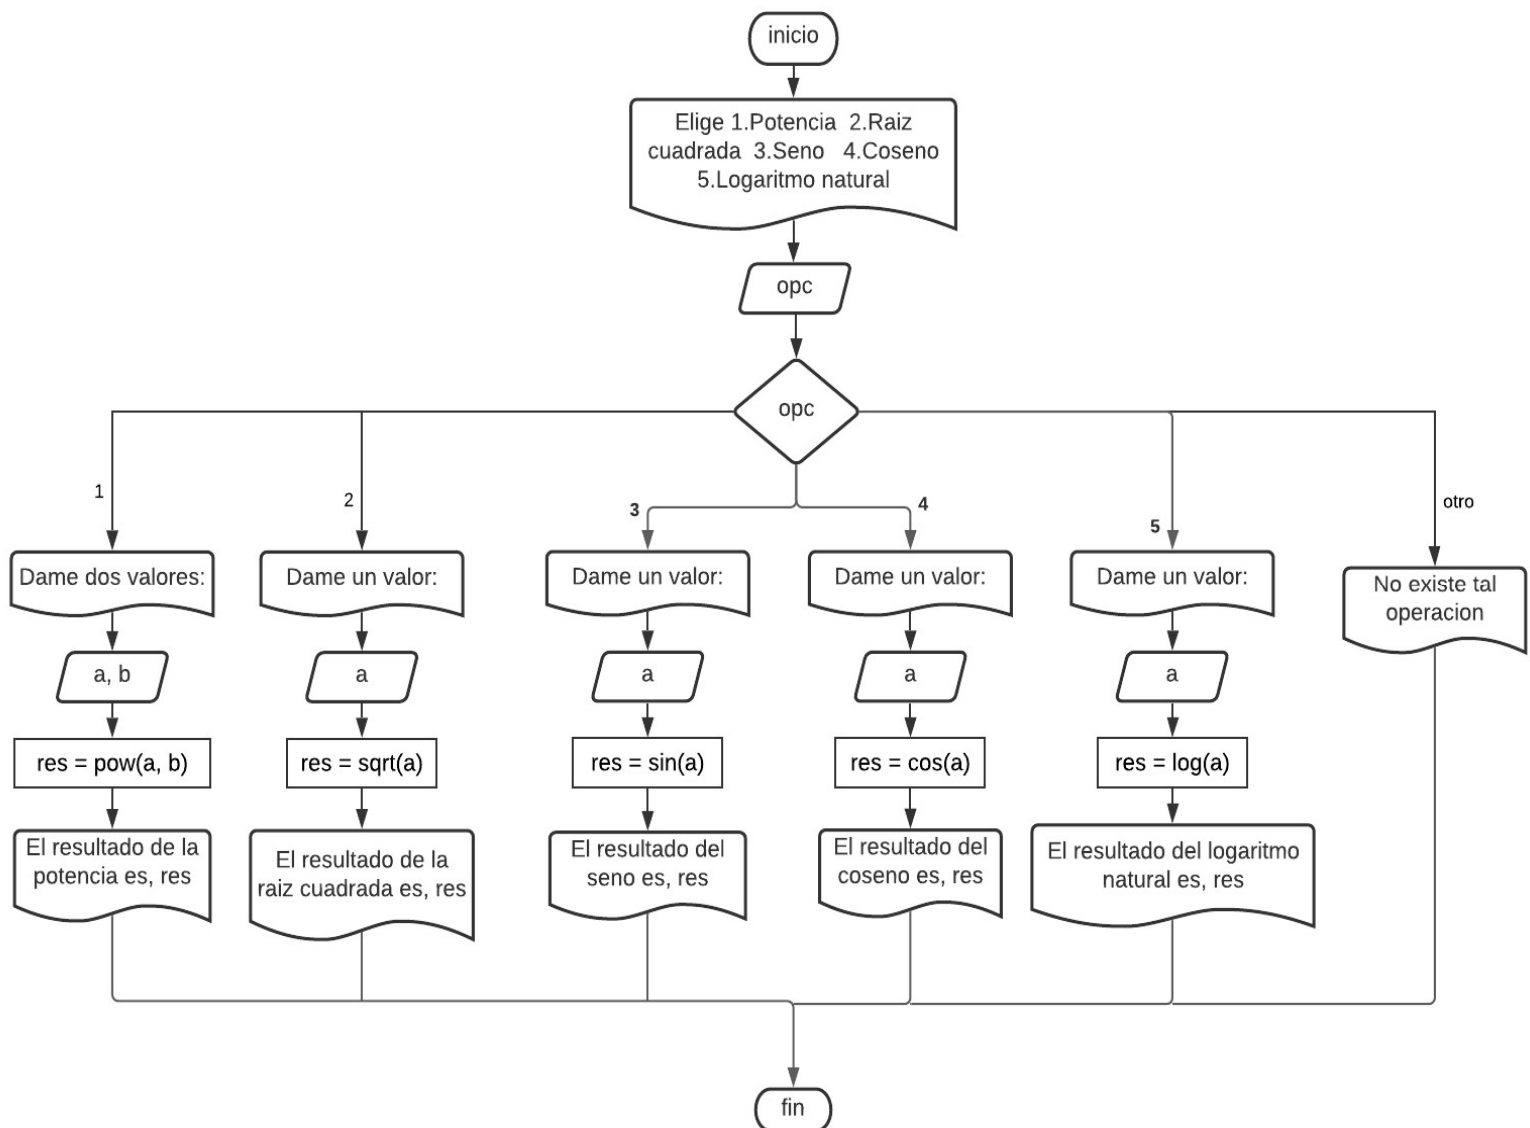 inicio
Elige 1.Potencia 2.Raiz
cuadrada 3.Seno 4.Coseno
5.Logaritmo natural
opc
opc
1
2
3
4
5
otro
Dame dos valores:
a, b
res = pow(a, b)
El resultado de la
potencia es, res
Dame un valor:
a
res = sqrt(a)
El resultado de la
raiz cuadrada es, res
Dame un valor:
a
res = sin(a)
El resultado del
seno es, res
Dame un valor:
a
res = cos(a)
El resultado del
coseno es, res
Dame un valor:
a
res = log(a)
El resultado del logaritmo
natural es, res
No existe tal
operacion
fin